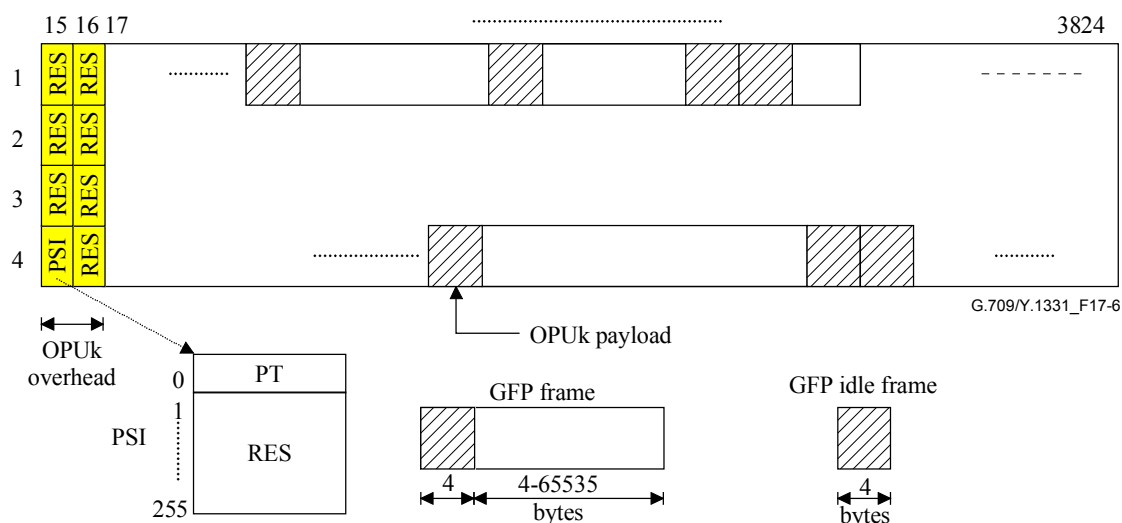 15 16 17 3824
1 RES RES
2 RES RES
3 RES RES
4 PSI RES
G.709/Y.1331_F17-6
OPUk payload
OPUk
overhead
0 PT
GFP frame
GFP idle frame
1
PSI
RES
255
4
4-65535
bytes
4
bytes